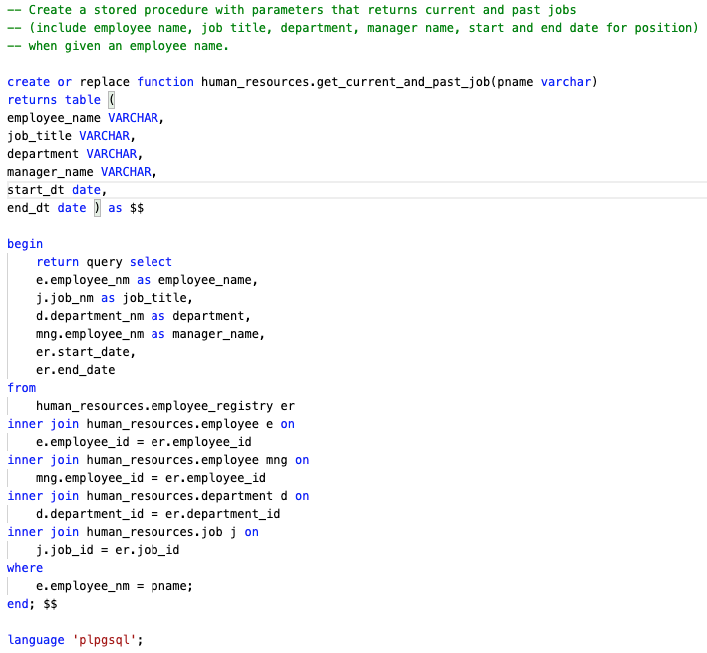 -- Create a stored procedure with parameters that returns current and past jobs
-- (include employee name, job title, department, manager name, start and end date for position)
-- when given an employee name.
create or replace function human_resources.get_current_and_past_job(pname varchar)
returns table (
employee_name VARCHAR,
job_title VARCHAR,
department VARCHAR,
manager_name VARCHAR,
start_dt date,
end_dt date ) as $$
begin
    return query select
    e.employee_nm as employee_name,
    j.job_nm as job_title,
    d.department_nm as department,
    mng.employee_nm as manager_name,
    er.start_date,
    er.end_date
from
    human_resources.employee_registry er
inner join human_resources.employee e on
    e.employee_id = er.employee_id
inner join human_resources.employee mng on
    mng.employee_id = er.employee_id
inner join human_resources.department d on
    d.department_id = er.department_id
inner join human_resources.job j on
    j.job_id = er.job_id
where
    e.employee_nm = pname;
end; $$
language 'plpgsql';